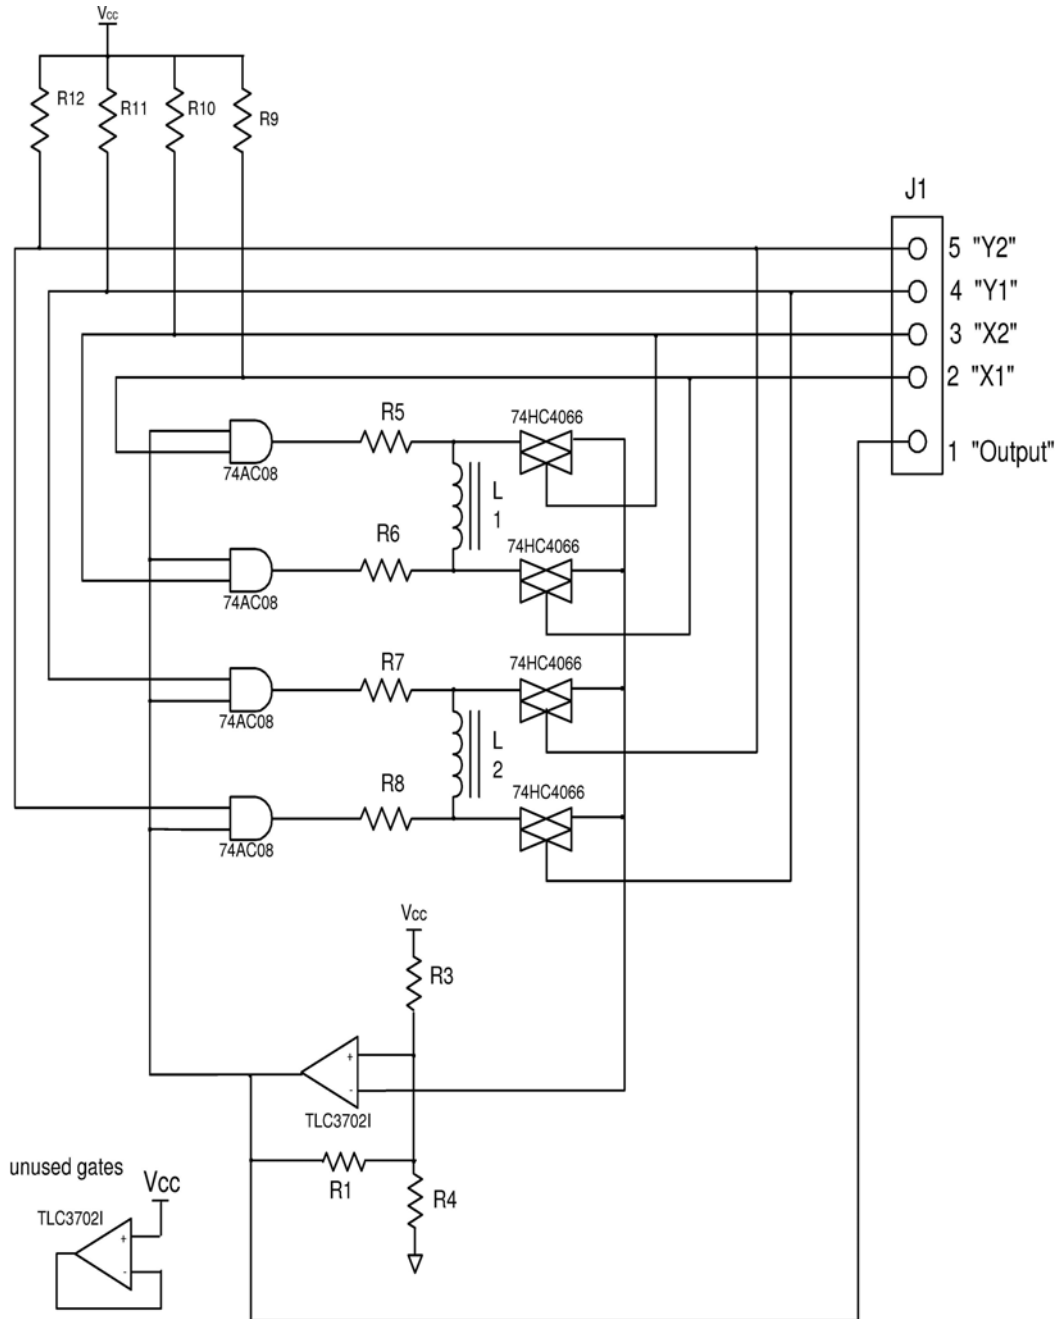 Vcc
R12
R11
R10
R9
J1
5 "Y2"
4 "Y1"
3 "X2"
2 "X1"
1 "Output"
R5
74HC4066
74AC08
L
1
R6
74HC4066
74AC08
R7
74HC4066
74AC08
L
2
R8
74HC4066
74AC08
Vcc
R3
+
-
TLC3702I
R1
R4
unused gates
Vcc
TLC3702I
+
-